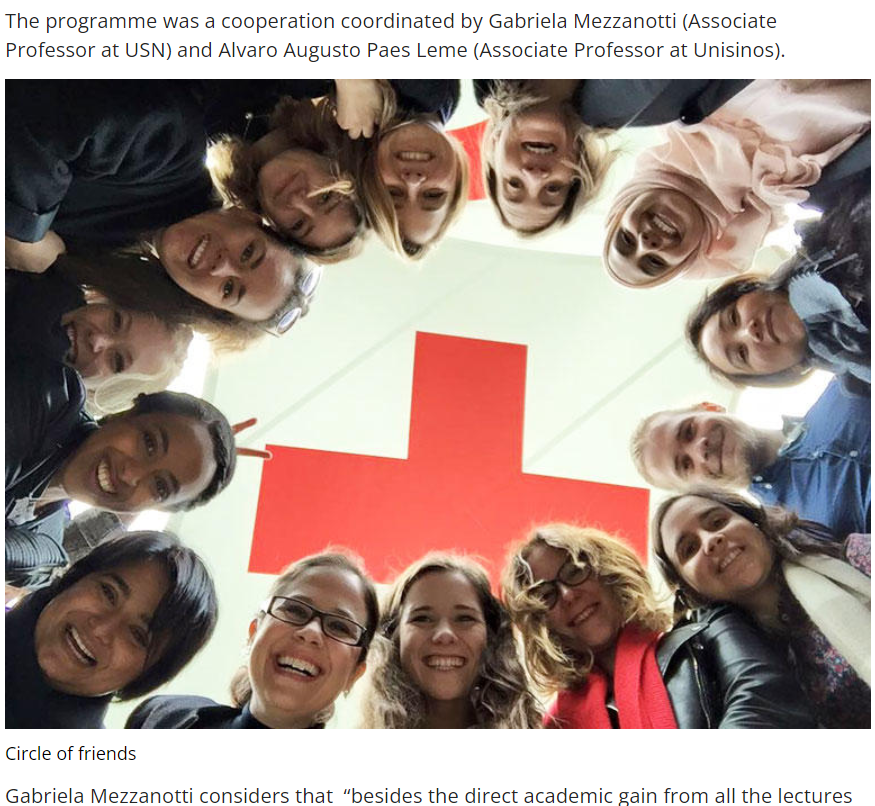 The programme was a cooperation coordinated by Gabriela Mezzanotti (Associate
Professor at USN) and Alvaro Augusto Paes Leme (Associate Professor at Unisinos).
Circle of friends
Gabriela Mezzanotti considers that “besides the direct academic gain from all the lectures